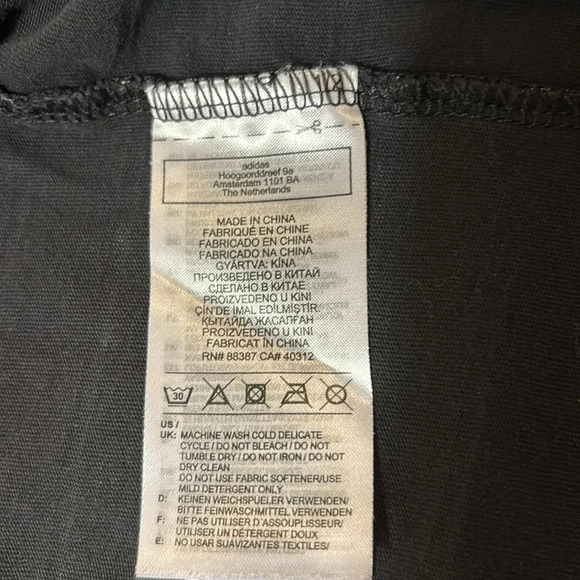 adidas
Hoogoorddreef 9a
Amsterdam 1101 BA
The Netherlands
MADE IN CHINA
FABRIQUÉ EN CHINE
FABRICADO EN CHINA
FABRICADO NA CHINA
GYÁRTVA: KÍNA
ПРОИЗВЕДЕНО В КИТАЙ
СДЕЛАНО В КИТАЕ
PROIZVEDENO U KINI
ÇİN'DE İMAL EDİLMİŞTİR
ҚЫТАЙДА ЖАСАЛҒАН
PROIZVEDENO U KINI
FABRICAT ÎN CHINA
RN# 88387 CA# 40312
30
US /
UK: MACHINE WASH COLD DELICATE
CYCLE / DO NOT BLEACH / DO NOT
TUMBLE DRY / DO NOT IRON / DO NOT
DRY CLEAN
DO NOT USE FABRIC SOFTENER/USE
MILD DETERGENT ONLY
D: KEINEN WEICHSPUELER VERWENDEN/
BITTE FEINWASCHMITTEL VERWENDEN
F: NE PAS UTILISER D'ASSOUPLISEUR/
UTILISER UN DÉTERGENT DOUX
E: NO USAR SUAVIZANTES TEXTILES/